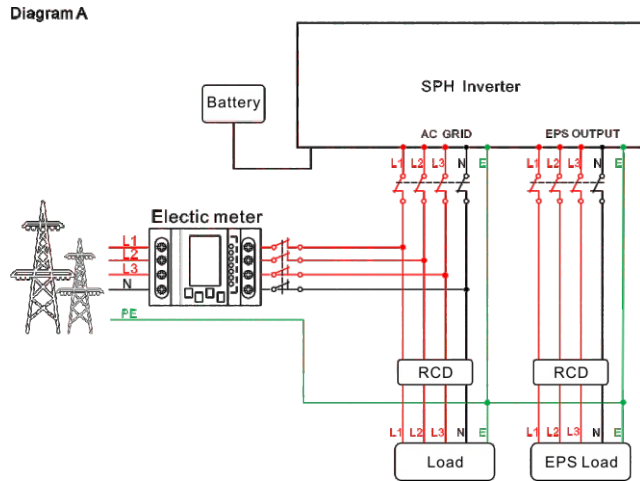 Diagram A
SPH Inverter
Battery
AC GRID EPS OUTPUT
L1 L2 L3 N E L1 L2 L3 N E
Electic meter
L1
L2
L3
N
PE
RCD RCD
L1 L2 L3 N E L1 L2 L3 N E
Load EPS Load